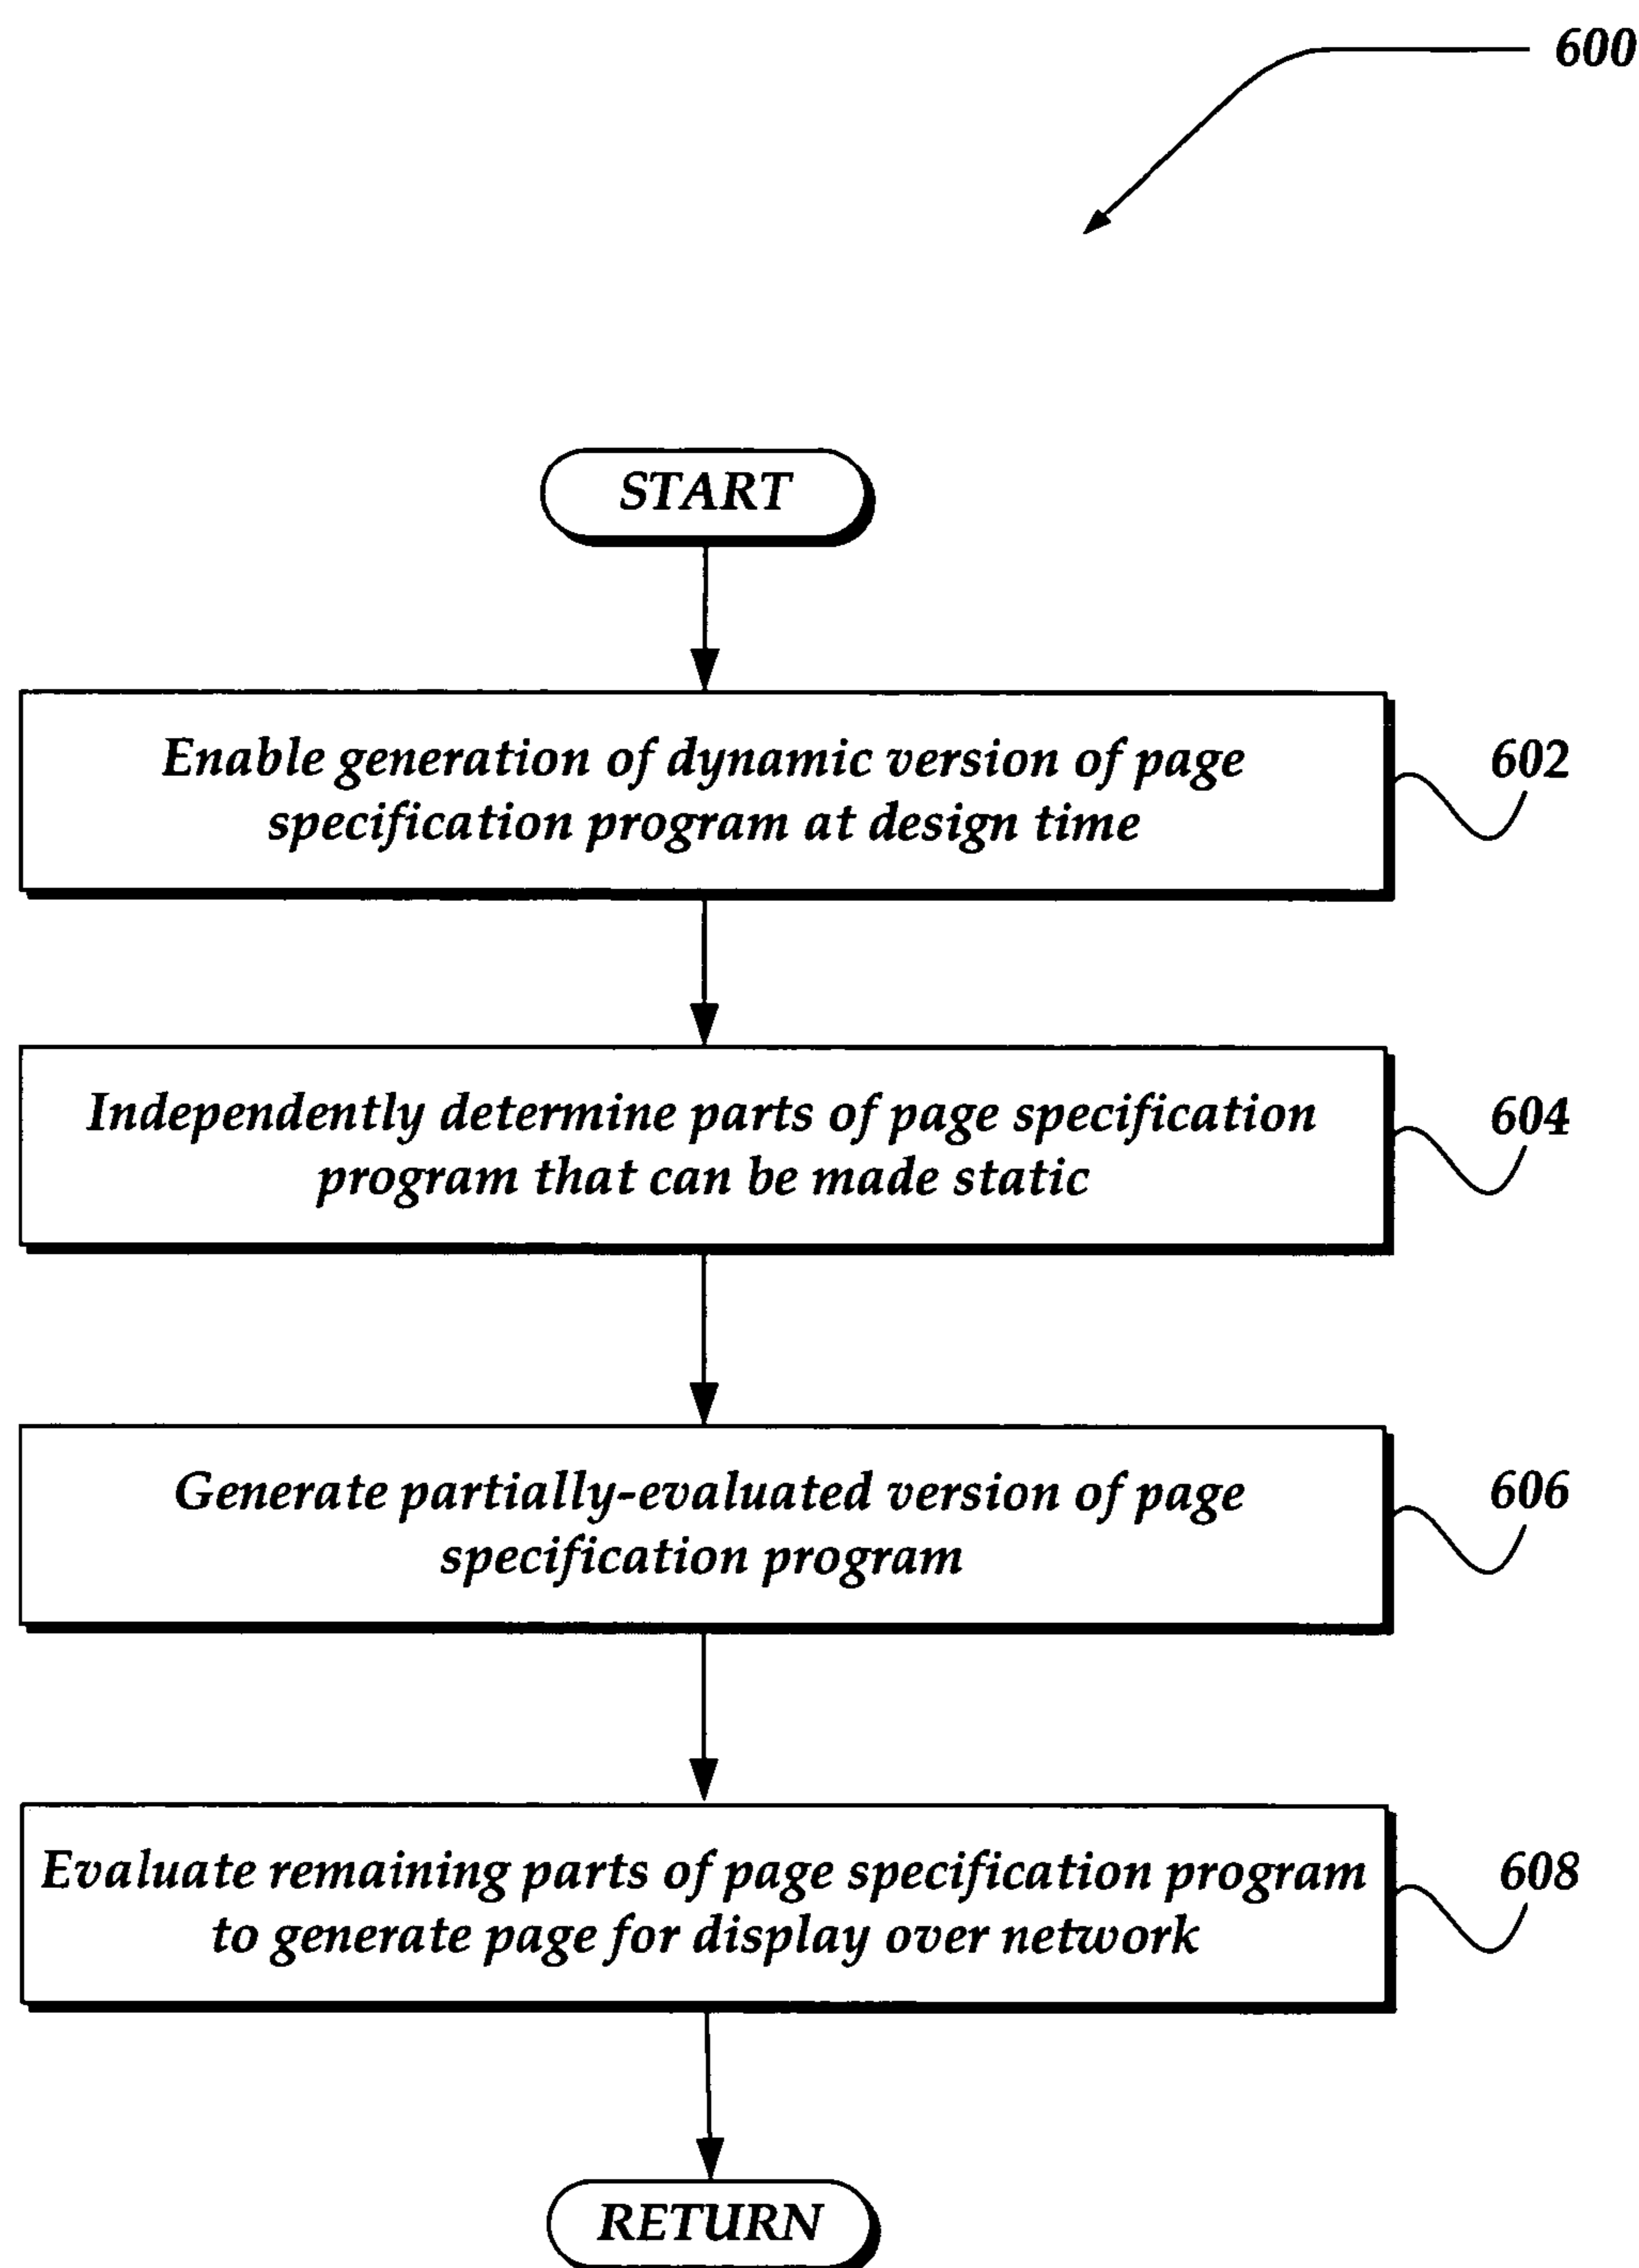 600
START
Enable generation of dynamic version of page
specification program at design time
602
Independently determine parts of page specification
program that can be made static
604
Generate partially-evaluated version of page
specification program
606
Evaluate remaining parts of page specification program
to generate page for display over network
608
RETURN